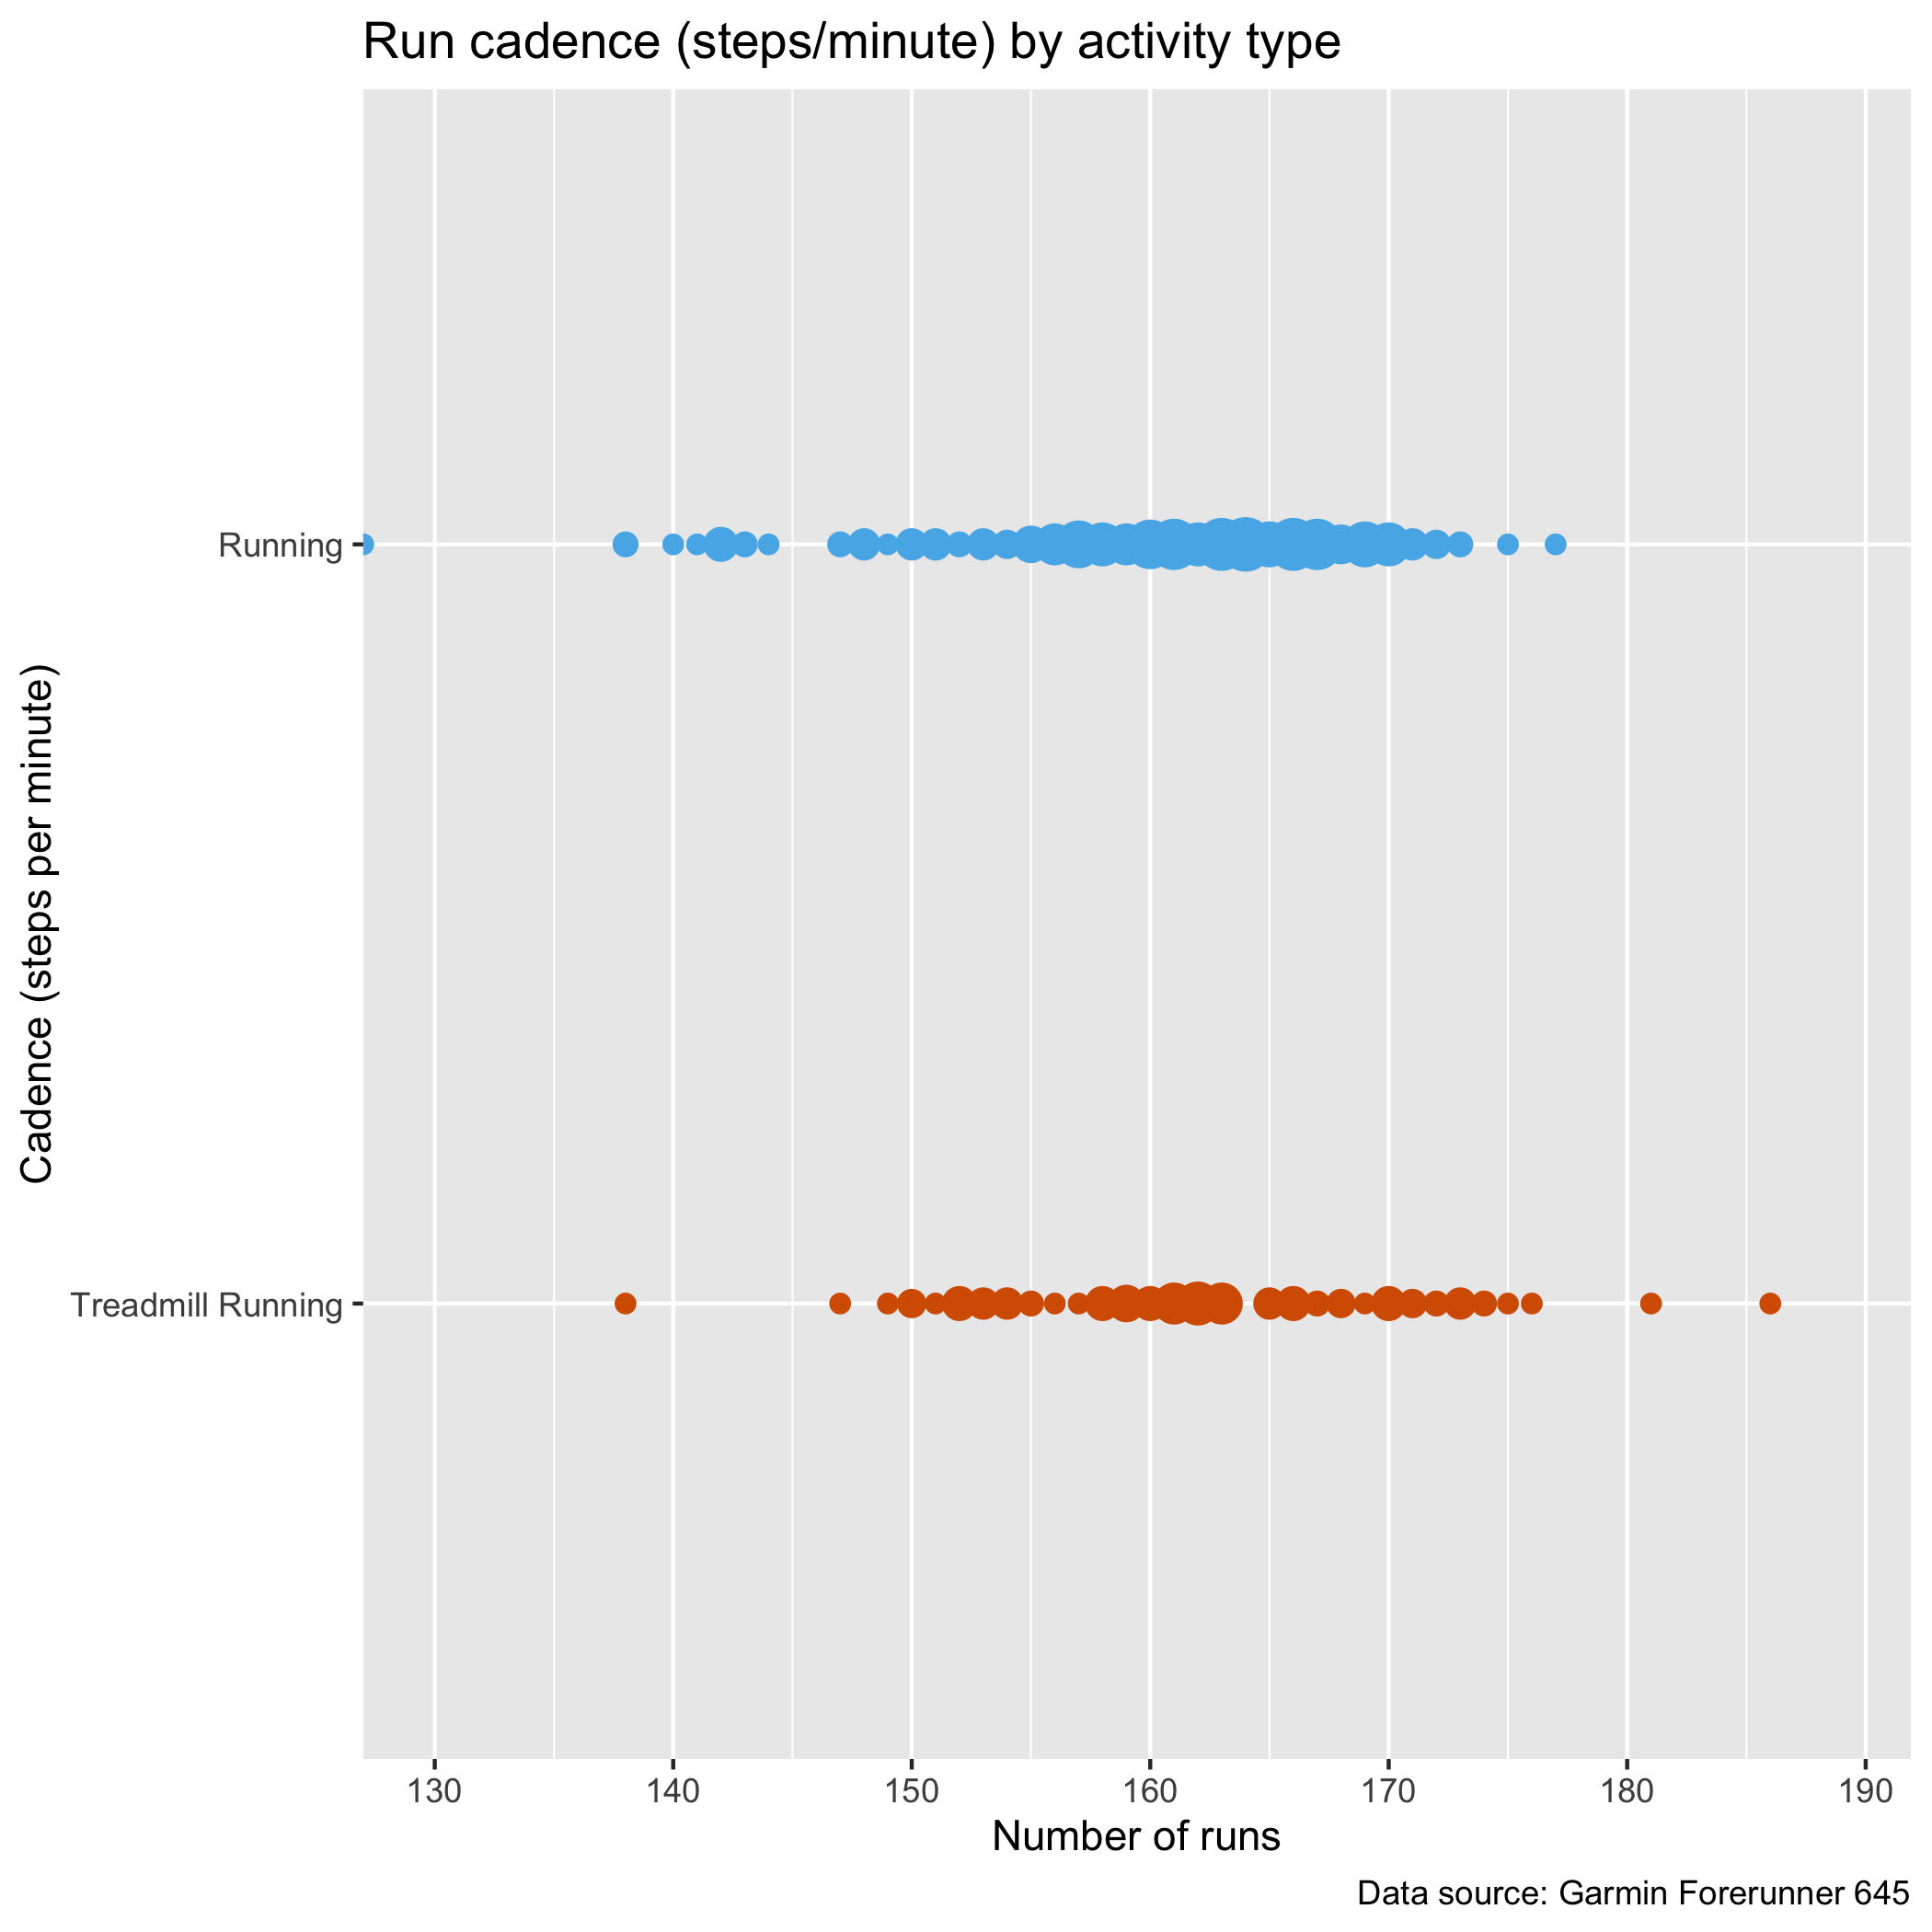 Run cadence (steps/minute) by activity type
Cadence (steps per minute)
Running
Treadmill Running
130 140 150 160 170 180 190
Number of runs
Data source: Garmin Forerunner 645